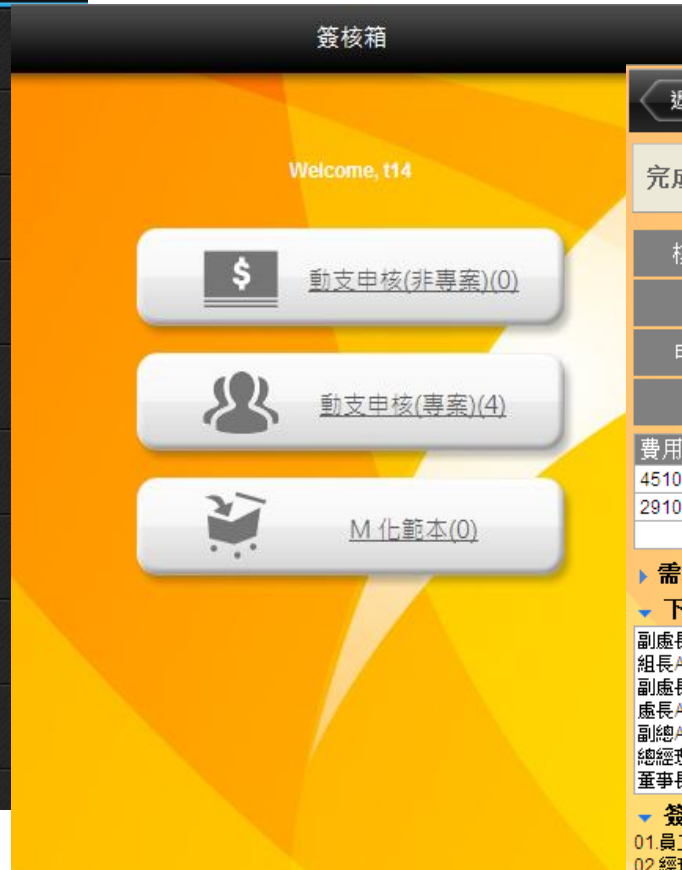 簽核箱
Welcome, t14
動支申核(非專案)(0)
動支申核(專案)(4)
M 化範本(0)
完
費用
4510
2910
需
下
副處長
組長A
副處長
處長A
副總A
總經理
董事長
簽
01.員工
02.經理